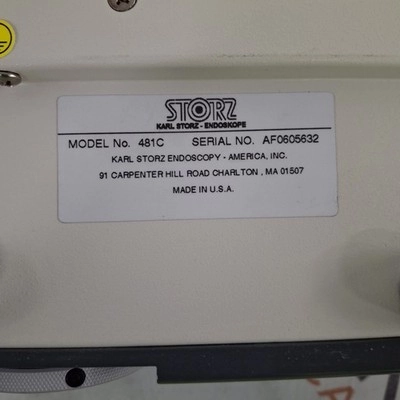 STORZ
KARL STORZ - ENDOSKOPE
MODEL No. 481C SERIAL NO. AF0605632
KARL STORZ ENDOSCOPY - AMERICA, INC.
91 CARPENTER HILL ROAD CHARLTON , MA 01507
MADE IN U.S.A.